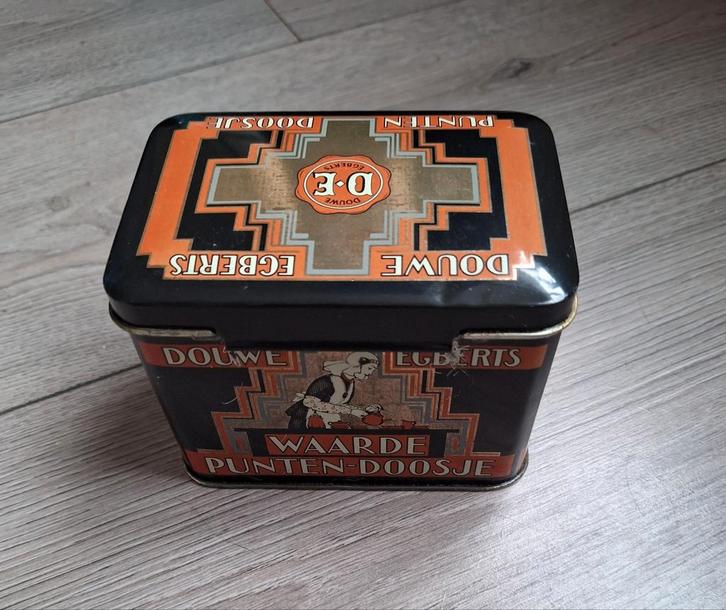 PUNTEN DOOSJE
DOUWE
D·E
EGBERTS
DOUWE EGBERTS
DOUWE EGBERTS
WAARDE
PUNTEN-DOOSJE